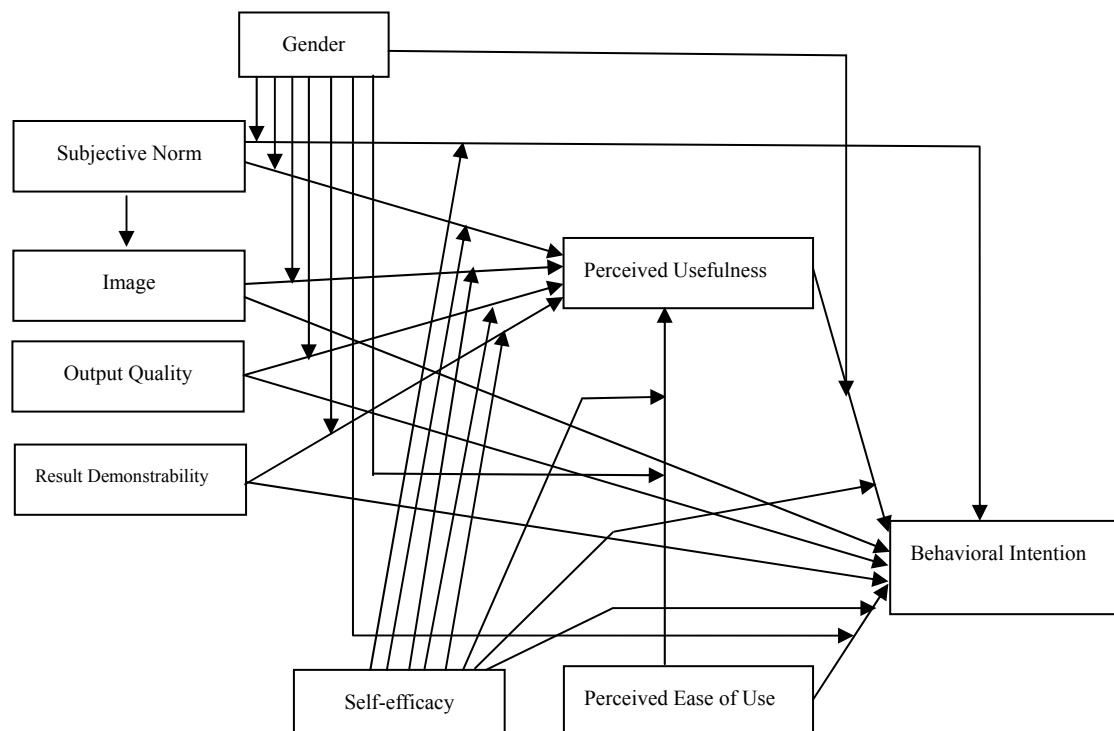 Gender
Subjective Norm
Image
Perceived Usefulness
Output Quality
Result Demonstrability
Behavioral Intention
Self-efficacy
Perceived Ease of Use